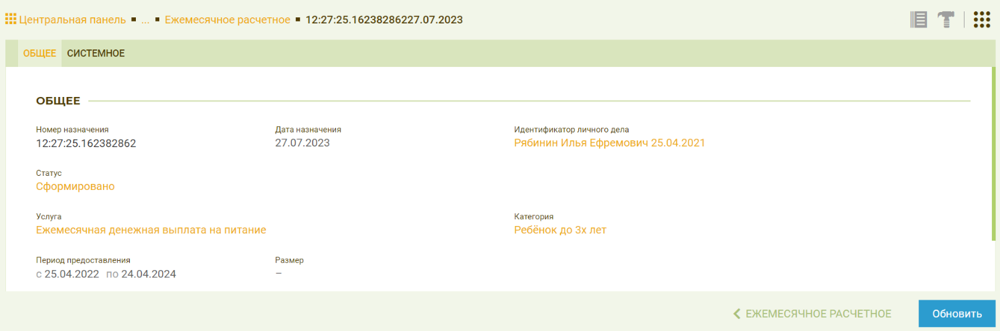 Центральная панель ... Ежемесячное расчетное 12:27:25.16238286227.07.2023
ОБЩЕЕ СИСТЕМНОЕ
ОБЩЕЕ
Номер назначения Дата назначения Идентификатор личного дела
12:27:25.162382862 27.07.2023 Рябинин Илья Ефремович 25.04.2021
Статус
Сформировано
Услуга Категория
Ежемесячная денежная выплата на питание Ребёнок до 3х лет
Период предоставления Размер
с 25.04.2022 по 24.04.2024 –
ЕЖЕМЕСЯЧНОЕ РАСЧЕТНОЕ Обновить